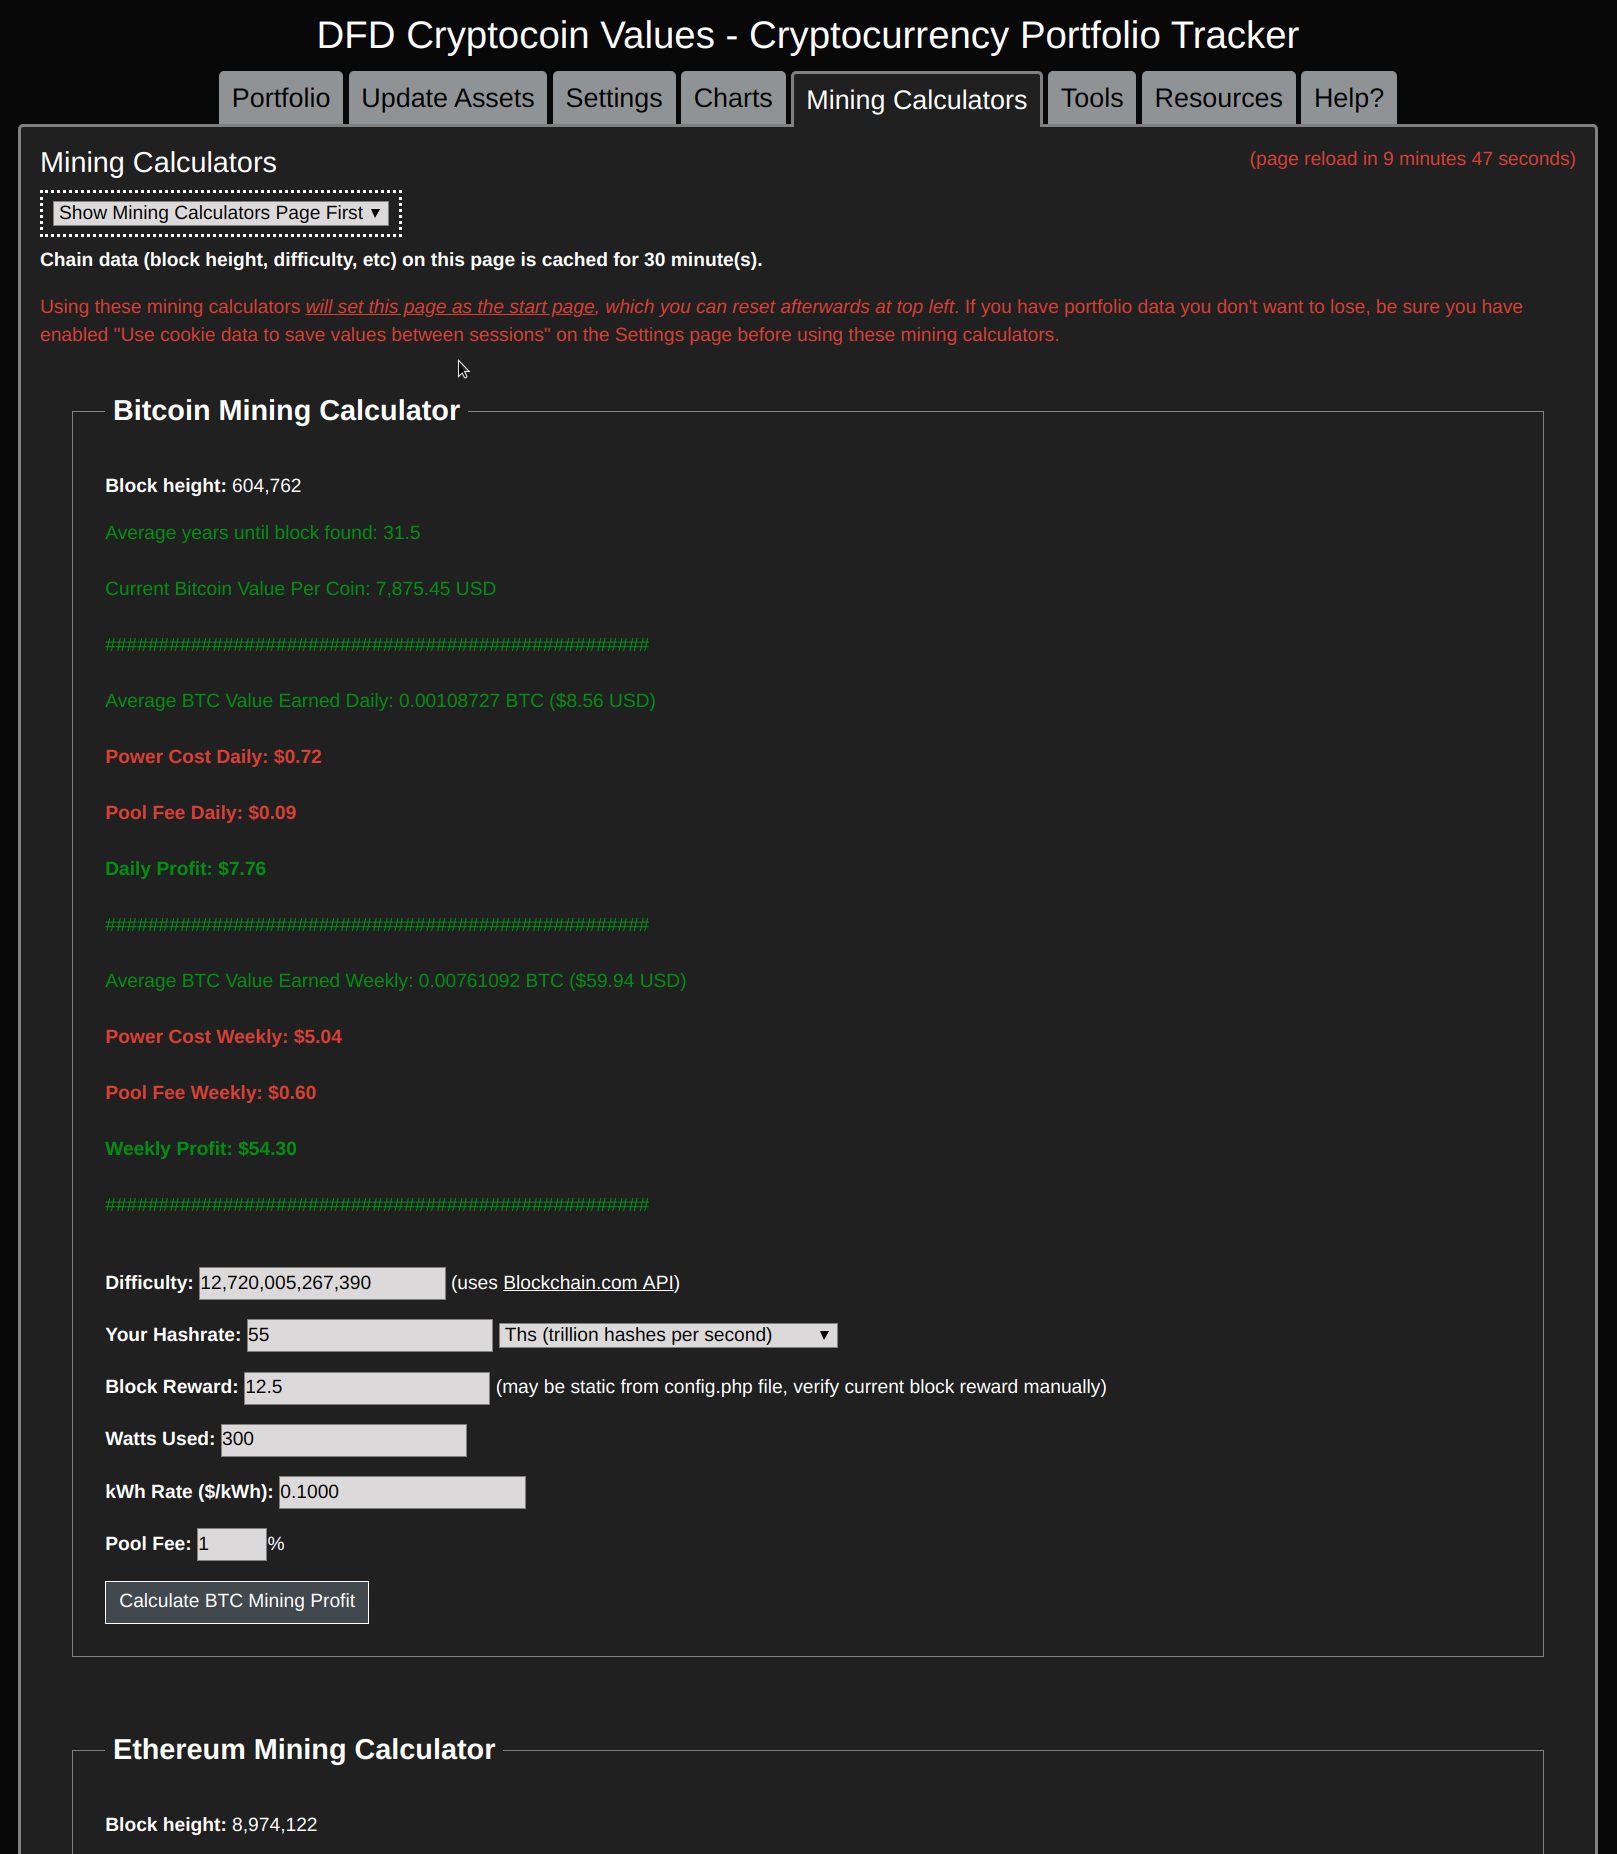 DFD Cryptocoin Values - Cryptocurrency Portfolio Tracker
Portfolio Update Assets Settings Charts Mining Calculators Tools Resources Help?
Mining Calculators
(page reload in 9 minutes 47 seconds)
Show Mining Calculators Page First ▼
Chain data (block height, difficulty, etc) on this page is cached for 30 minute(s).
Using these mining calculators will set this page as the start page, which you can reset afterwards at top left. If you have portfolio data you don't want to lose, be sure you have
enabled "Use cookie data to save values between sessions" on the Settings page before using these mining calculators.
Bitcoin Mining Calculator
Block height: 604,762
Average years until block found: 31.5
Current Bitcoin Value Per Coin: 7,875.45 USD
###################################################
Average BTC Value Earned Daily: 0.00108727 BTC ($8.56 USD)
Power Cost Daily: $0.72
Pool Fee Daily: $0.09
Daily Profit: $7.76
###################################################
Average BTC Value Earned Weekly: 0.00761092 BTC ($59.94 USD)
Power Cost Weekly: $5.04
Pool Fee Weekly: $0.60
Weekly Profit: $54.30
###################################################
Difficulty: 12,720,005,267,390 (uses Blockchain.com API)
Your Hashrate: 55 Ths (trillion hashes per second) ▼
Block Reward: 12.5 (may be static from config.php file, verify current block reward manually)
Watts Used: 300
kWh Rate ($/kWh): 0.1000
Pool Fee: 1 %
Calculate BTC Mining Profit
Ethereum Mining Calculator
Block height: 8,974,122